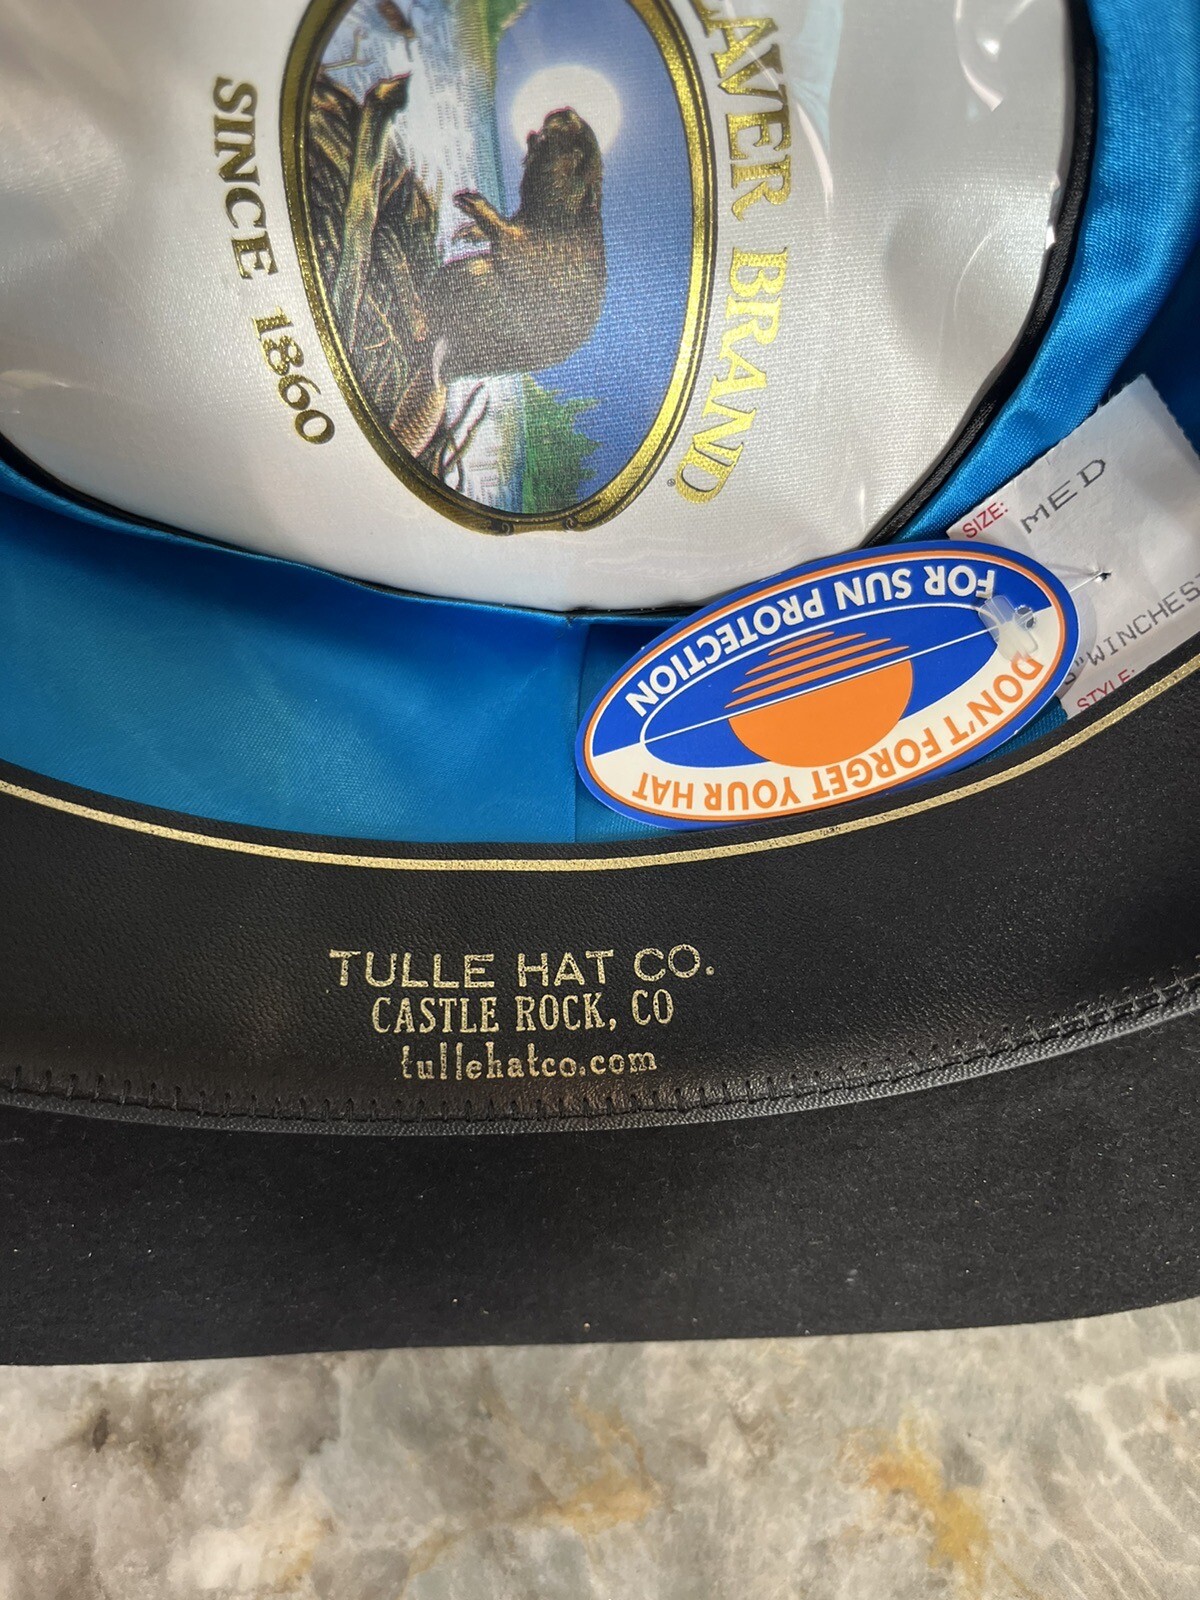 BRAND
SINCE 1860
SIZE: MED
STYLE:
FOR SUN PROTECTION
DON'T FORGET YOUR HAT
TULLE HAT CO.
CASTLE ROCK, CO
tullehatco.com